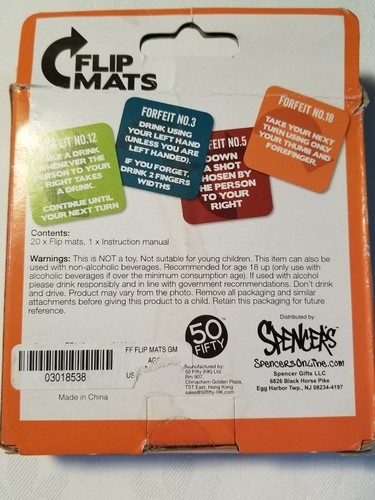 FLIP
MATS
FORFEIT NO.12
TAKE A DRINK
WHENEVER THE
PERSON TO YOUR
RIGHT TAKES
A DRINK.
CONTINUE UNTIL
YOUR NEXT TURN
FORFEIT NO.3
DRINK USING
YOUR LEFT HAND
(UNLESS YOU ARE
LEFT HANDED).
IF YOU FORGET,
DRINK 2 FINGERS
WIDTHS
FORFEIT NO.5
DOWN
A SHOT
CHOSEN BY
THE PERSON
TO YOUR
RIGHT
FORFEIT NO.18
TAKE YOUR NEXT
TURN USING ONLY
YOUR THUMB AND
FOREFINGER.
Contents:
20 x Flip mats, 1 x Instruction manual
Warnings: This is NOT a toy. Not suitable for young children. This item can also be
used with non-alcoholic beverages. Recommended for age 18 up (only use with
alcoholic beverages if over the minimum consumption age). If used with alcohol
please drink responsibly and in line with government recommendations. Don't drink
and drive. Product may vary from the photo. Remove all packaging and similar
attachments before giving this product to a child. Retain this packaging for future
reference.
FF FLIP MATS GM
US
03018538
Made in China
50
FIFTY
Manufactured by:
50 Fifty (HK) Ltd.
Rm 907,
Chinachem Golden Plaza,
TST East, Hong Kong
sales@50fifty-HK.com
Distributed by:
SPENCER'S
SPENCERSONLINE.COM
Spencer Gifts LLC
6826 Black Horse Pike
Egg Harbor Twp., NJ 08234-4197